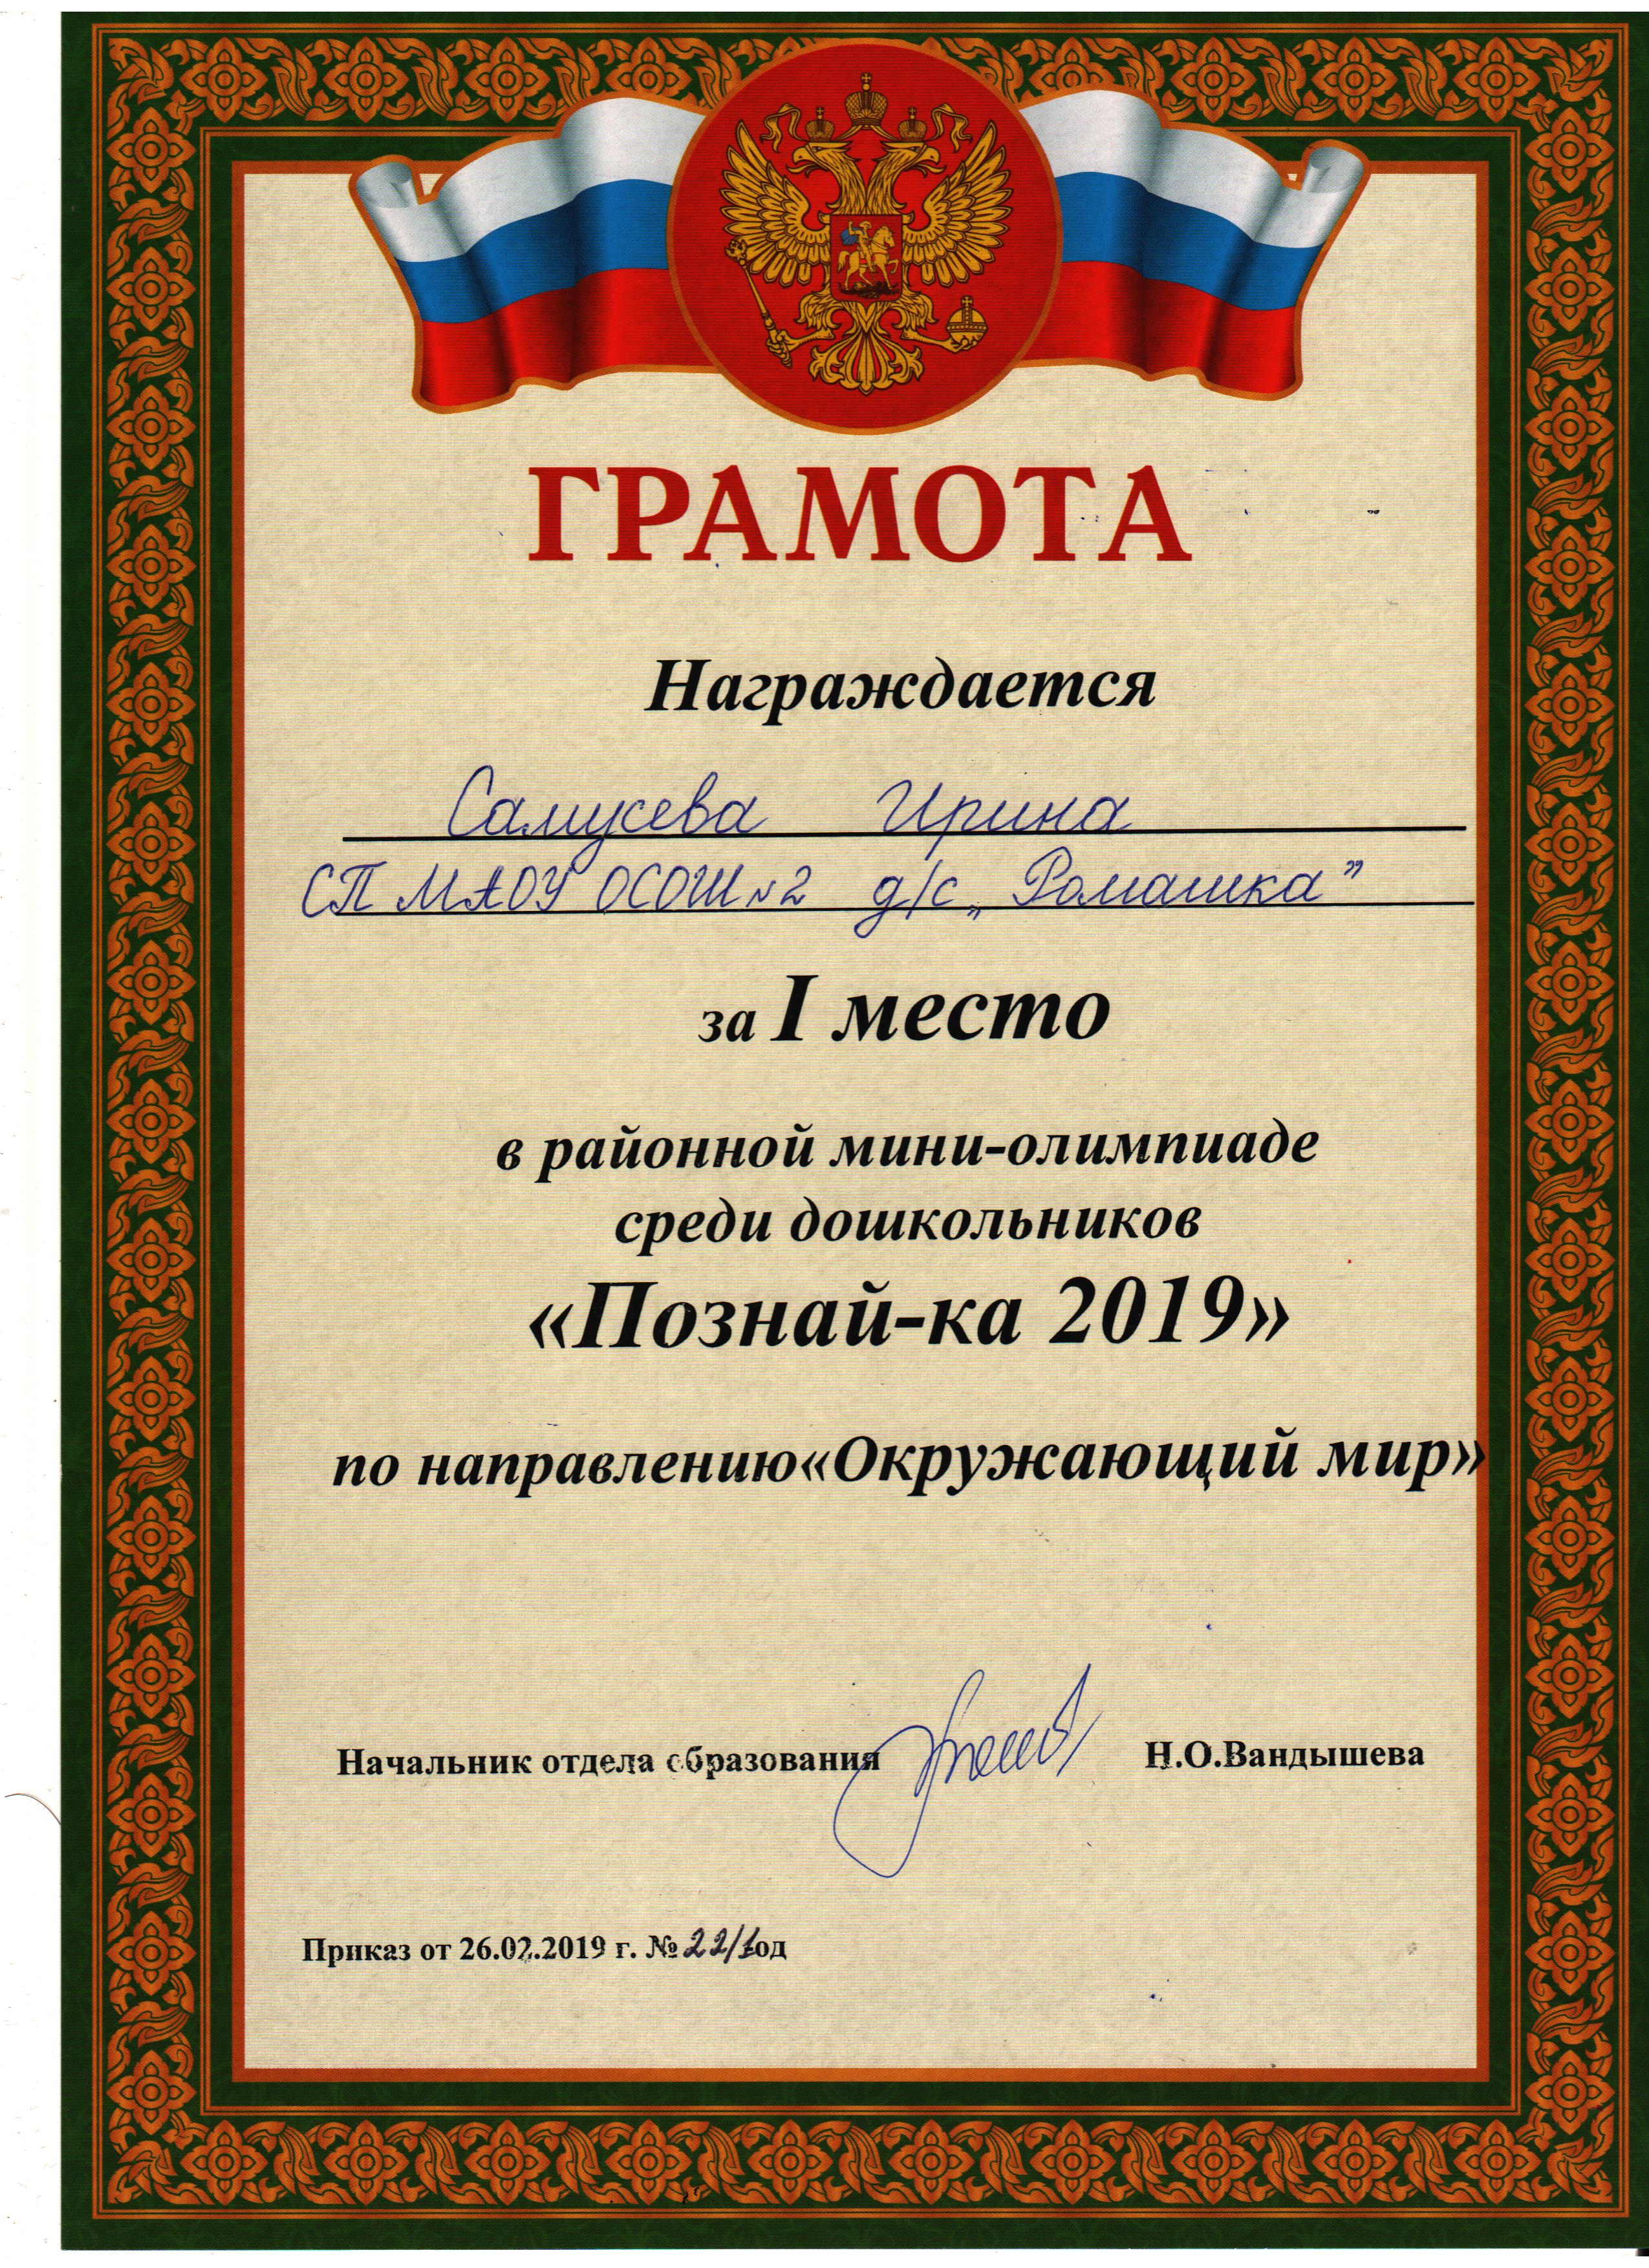 ГРАМОТА
Награждается
Самусева Ирина
СП МАОУ ОСОШ №2 д/с „Ромашка”
за I место
в районной мини-олимпиаде
среди дошкольников
«Познай-ка 2019»
по направлению«Окружающий мир»
Начальник отдела образования Н.О.Вандышева
Приказ от 26.02.2019 г. №22/1од